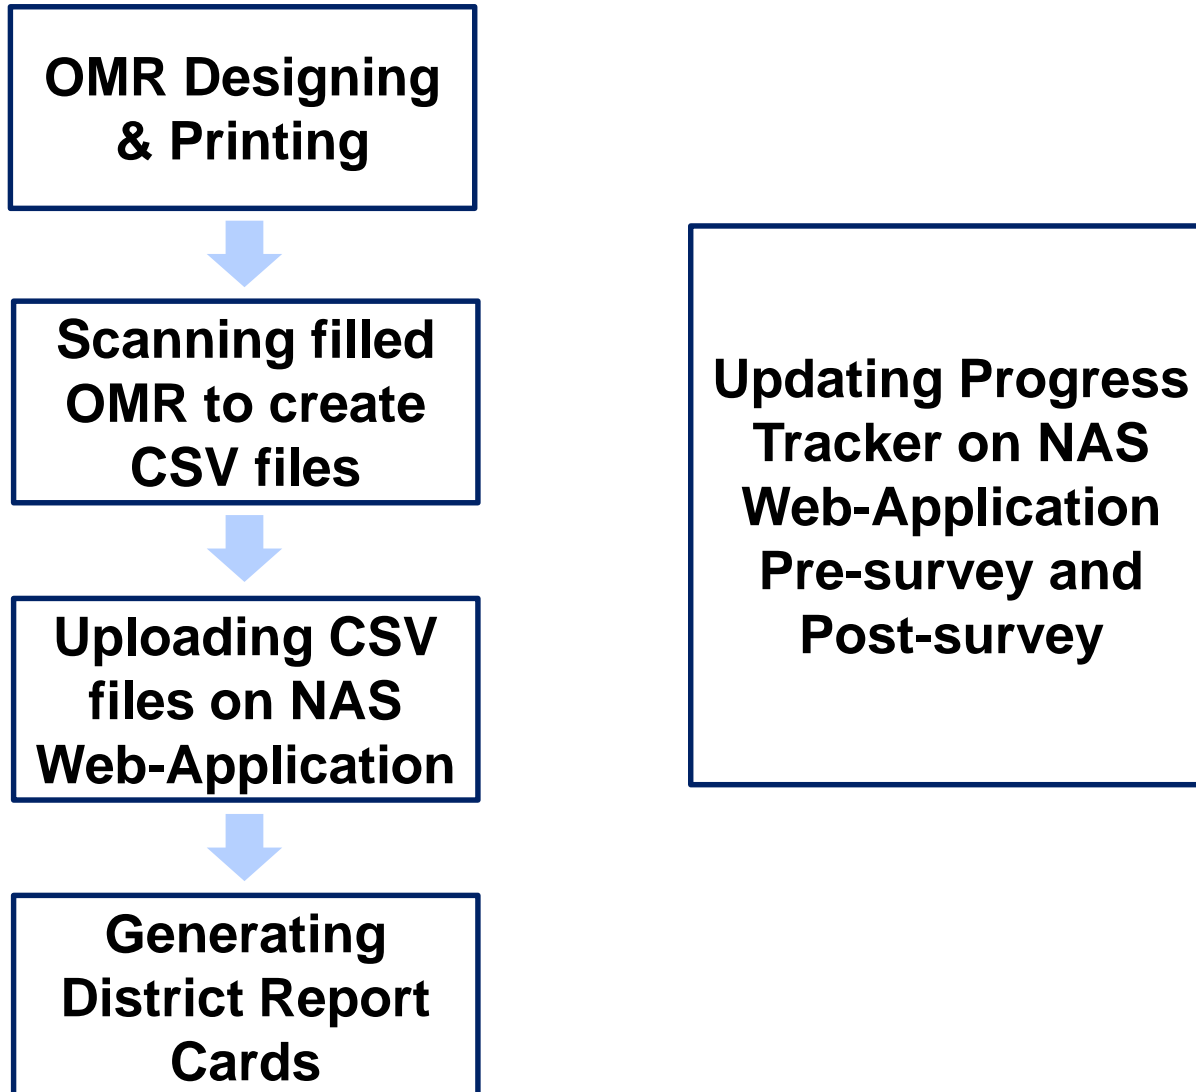 OMR Designing
& Printing
Scanning filled
OMR to create
CSV files
Uploading CSV
files on NAS
Web-Application
Generating
District Report
Cards
Updating Progress
Tracker on NAS
Web-Application
Pre-survey and
Post-survey